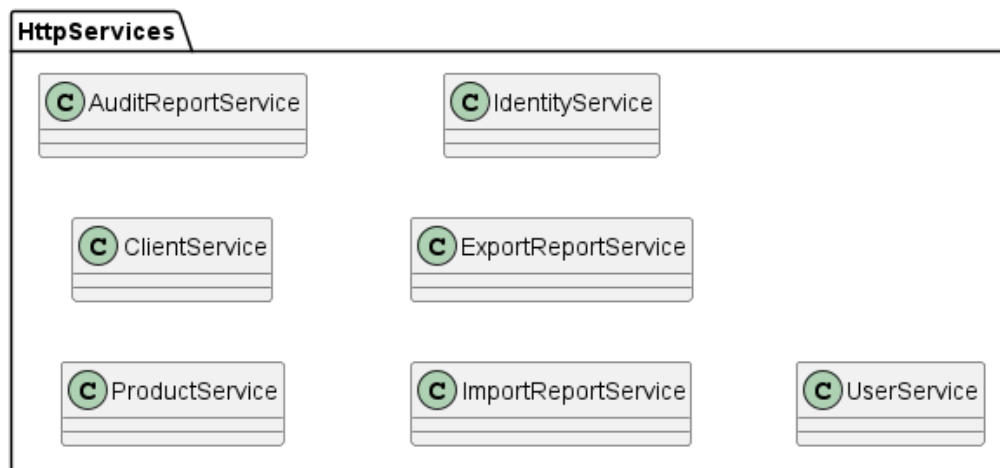 HttpServices
C AuditReportService
C IdentityService
C ClientService
C ExportReportService
C ProductService
C ImportReportService
C UserService